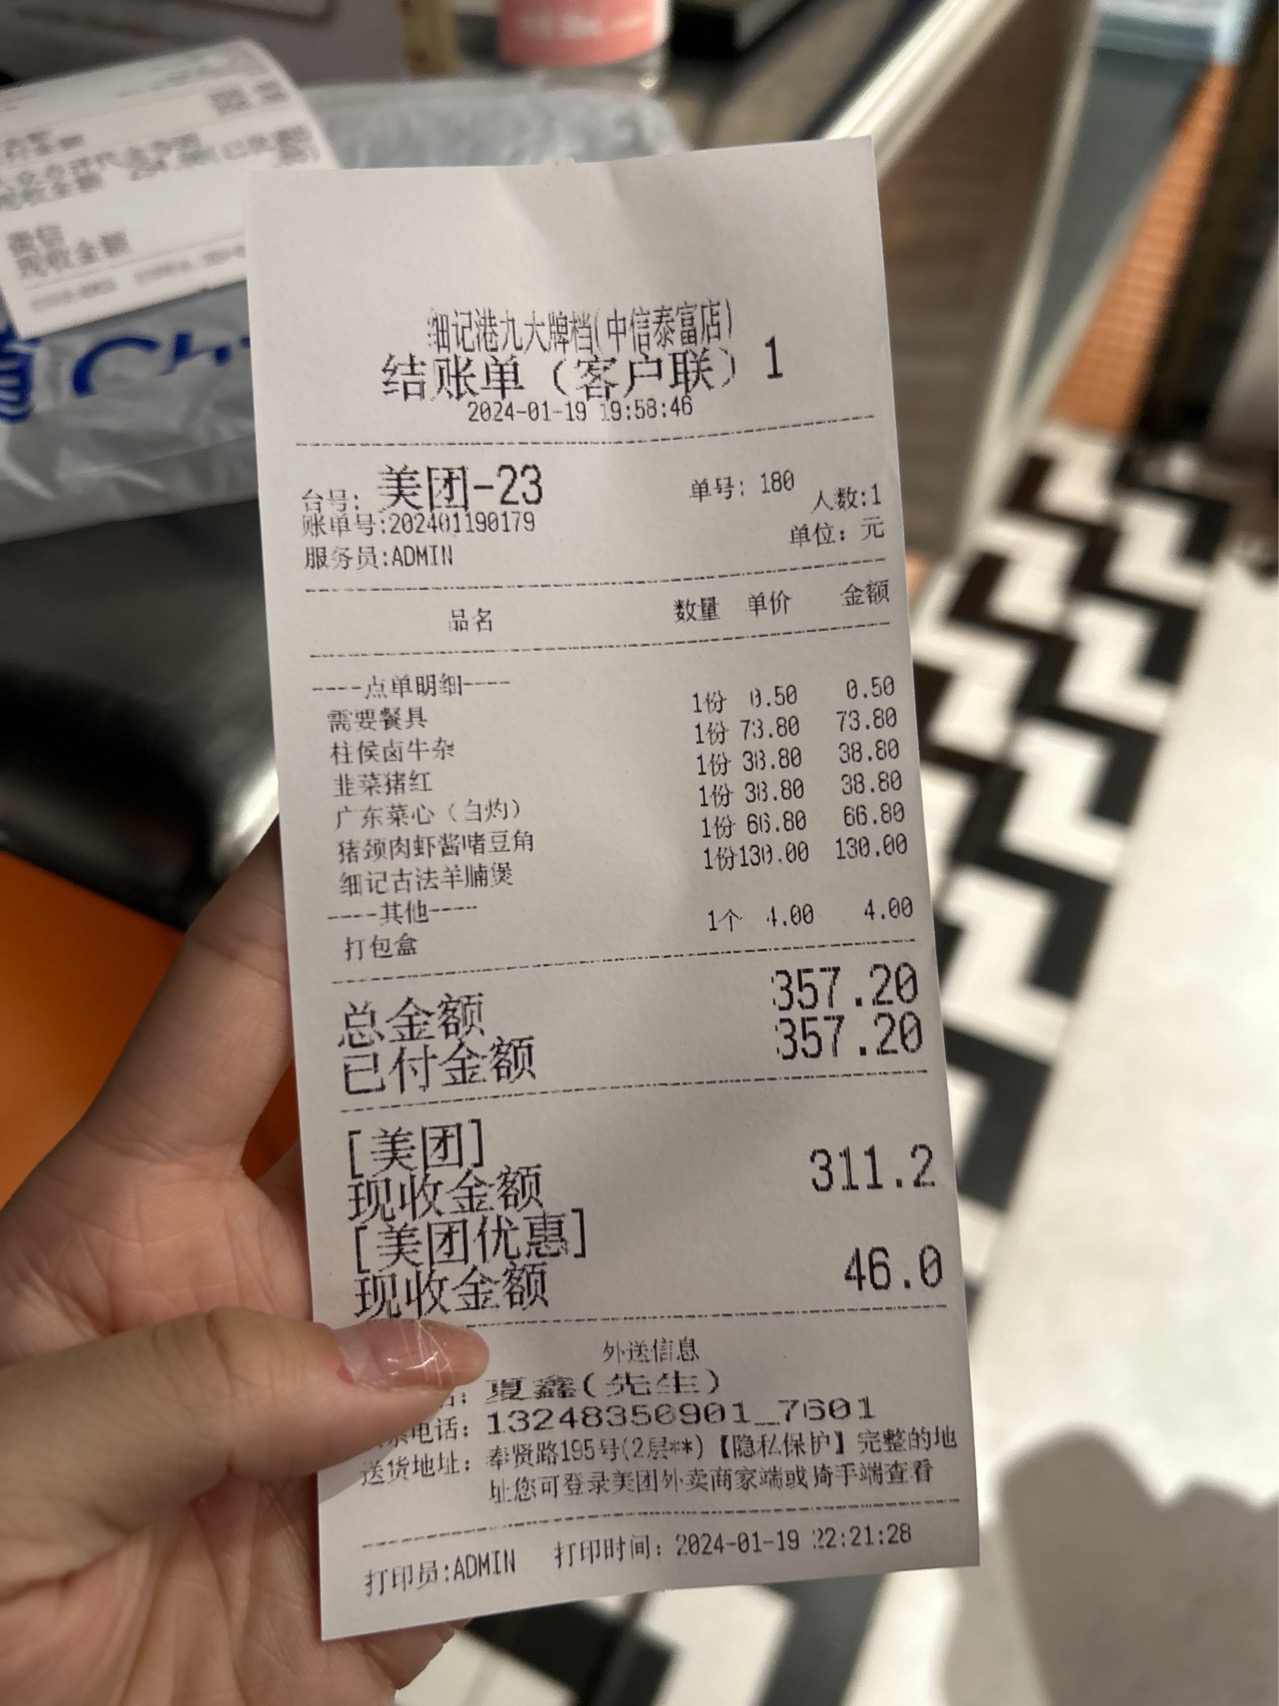 微信
现收金额
细记港九大牌档(中信泰富店)
结账单（客户联）1
2024-01-19 19:58:46
台号: 美团-23 单号: 180
账单号:202401190179 人数:1
服务员:ADMIN 单位: 元
品名 数量 单价 金额
----点单明细----
需要餐具 1份 0.50 0.50
柱侯卤牛杂 1份 73.80 73.80
韭菜猪红 1份 38.80 38.80
广东菜心（白灼） 1份 38.80 38.80
猪颈肉虾酱啫豆角 1份 66.80 66.80
细记古法羊腩煲 1份130.00 130.00
----其他----
打包盒 1个 4.00 4.00
总金额 357.20
已付金额 357.20
[美团]
现收金额 311.2
[美团优惠]
现收金额 46.0
外送信息
: 夏鑫(先生)
电话: 13248350901_7601
送货地址: 奉贤路195号(2层**)【隐私保护】完整的地
址您可登录美团外卖商家端或骑手端查看
打印员:ADMIN 打印时间: 2024-01-19 22:21:28